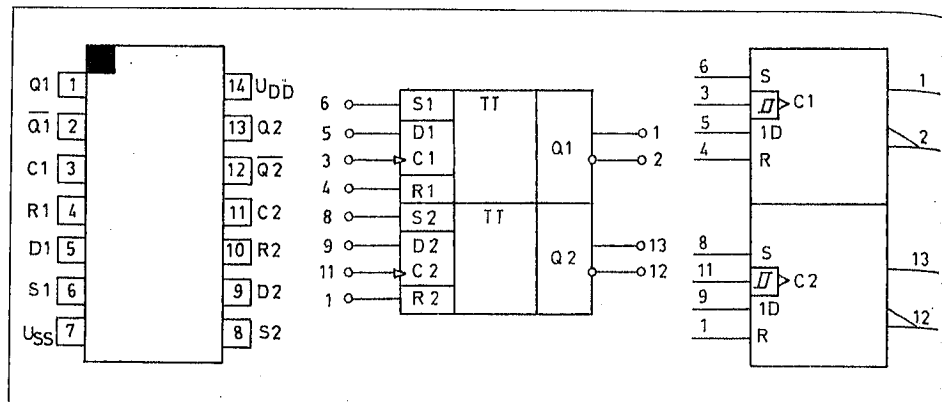 Q1 1
Q1 2
C1 3
R1 4
D1 5
S1 6
USS 7
14 UDD
13 Q2
12 Q2
11 C2
10 R2
9 D2
8 S2
6 S1 TT
5 D1
3 C1
4 R1
Q1 1
2
8 S2 TT
9 D2
11 C2
1 R2
Q2 13
12
6 S
3 C1
5 1D
4 R
1
2
8 S
11 C2
9 1D
1 R
13
12